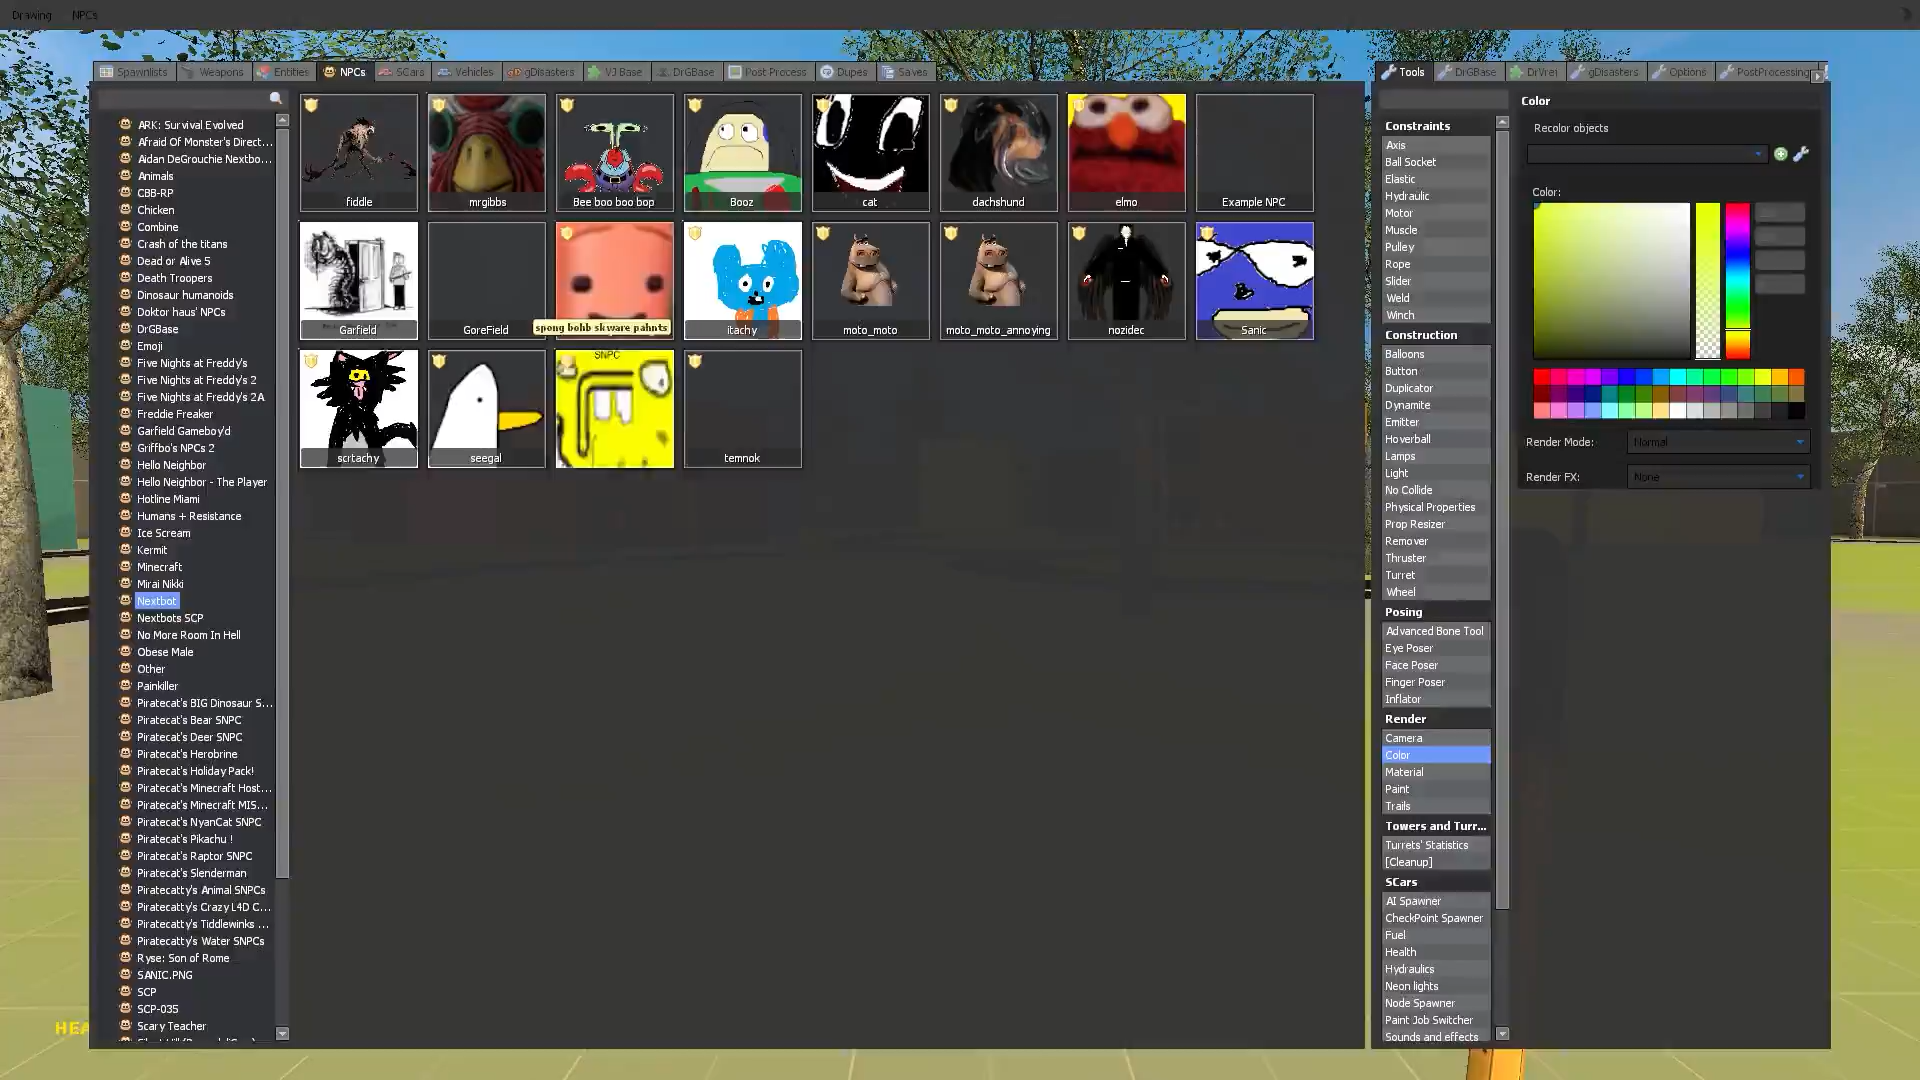 Drawing NPCs
Spawnlists Weapons Entities NPCs SCars Vehicles gDisasters VJ Base DrGBase Post Process Dupes Saves
Tools DrGBase DrVrej gDisasters Options PostProcessing
ARK: Survival Evolved
Afraid Of Monster's Direct...
Aidan DeGrouchie Nextbo...
Animals
CBB-RP
Chicken
Combine
Crash of the titans
Dead or Alive 5
Death Troopers
Dinosaur humanoids
Doktor haus' NPCs
DrGBase
Emoji
Five Nights at Freddy's
Five Nights at Freddy's 2
Five Nights at Freddy's 2A
Freddie Freaker
Garfield Gameboy'd
Griffbo's NPCs 2
Hello Neighbor
Hello Neighbor - The Player
Hotline Miami
Humans + Resistance
Ice Scream
Kermit
Minecraft
Mirai Nikki
Nextbot
Nextbots SCP
No More Room In Hell
Obese Male
Other
Painkiller
Piratecat's BIG Dinosaur S...
Piratecat's Bear SNPC
Piratecat's Deer SNPC
Piratecat's Herobrine
Piratecat's Holiday Pack!
Piratecat's Minecraft Host...
Piratecat's Minecraft MIS...
Piratecat's NyanCat SNPC
Piratecat's Pikachu !
Piratecat's Raptor SNPC
Piratecat's Slenderman
Piratecatty's Animal SNPCs
Piratecatty's Crazy L4D C...
Piratecatty's Tiddlewinks ...
Piratecatty's Water SNPCs
Ryse: Son of Rome
SANIC.PNG
SCP
SCP-035
Scary Teacher
HEA
fiddle mrgibbs Bee boo boo bop Booz cat dachshund elmo Example NPC
Garfield GoreField spong bohb skware pahnts itachy moto_moto moto_moto_annoying nozidec Sanic
SNPC
scrtachy seegal temnok
Constraints
Axis
Ball Socket
Elastic
Hydraulic
Motor
Muscle
Pulley
Rope
Slider
Weld
Winch
Construction
Balloons
Button
Duplicator
Dynamite
Emitter
Hoverball
Lamps
Light
No Collide
Physical Properties
Prop Resizer
Remover
Thruster
Turret
Wheel
Posing
Advanced Bone Tool
Eye Poser
Face Poser
Finger Poser
Inflator
Render
Camera
Color
Material
Paint
Trails
Towers and Turr...
Turrets' Statistics
[Cleanup]
SCars
AI Spawner
CheckPoint Spawner
Fuel
Health
Hydraulics
Neon lights
Node Spawner
Paint Job Switcher
Sounds and effects
Color
Recolor objects
Color:
Render Mode: Normal
Render FX: None